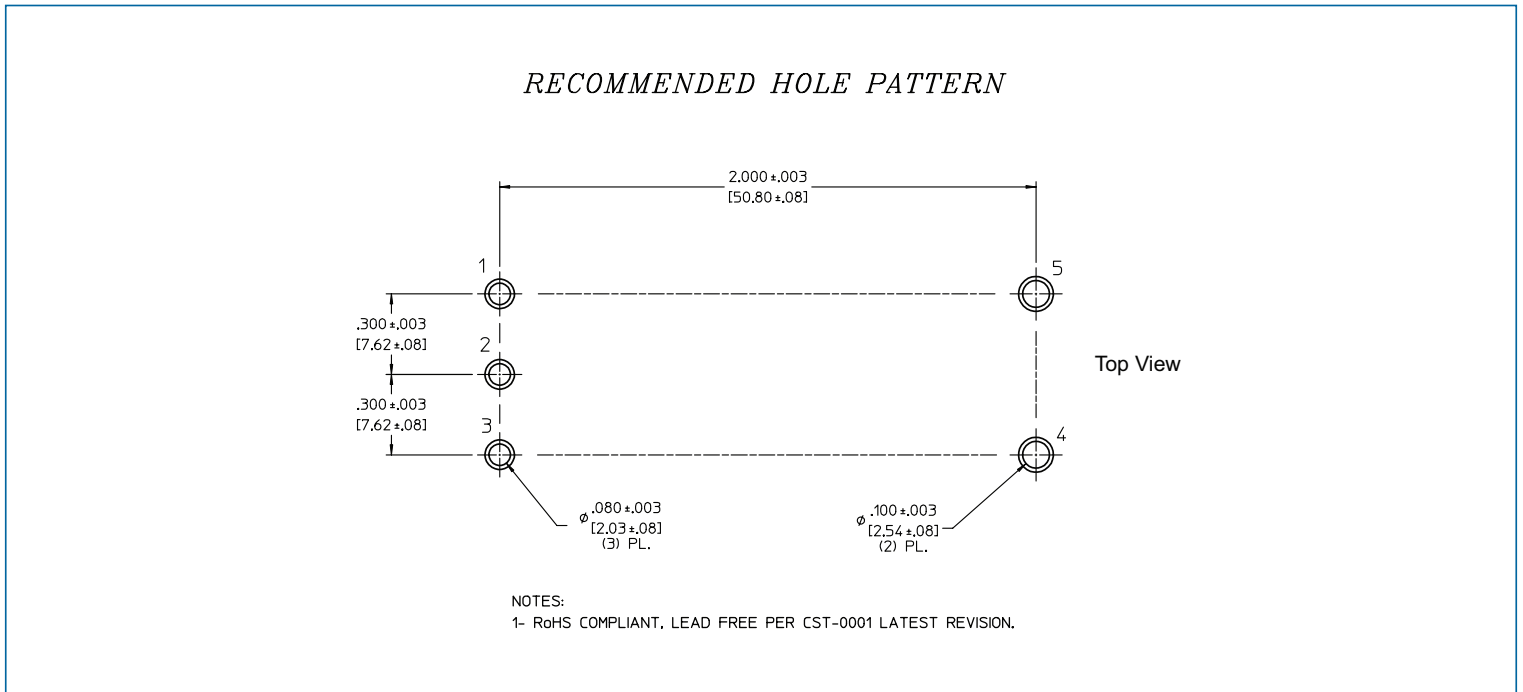 RECOMMENDED HOLE PATTERN
2.000 ±.003
[50.80 ±.08]
1
5
.300 ±.003
[7.62 ±.08]
2
Top View
.300 ±.003
[7.62 ±.08]
3
4
ø .080 ±.003
[2.03 ±.08]
(3) PL.
ø .100 ±.003
[2.54 ±.08]
(2) PL.
NOTES:
1- RoHS COMPLIANT, LEAD FREE PER CST-0001 LATEST REVISION.